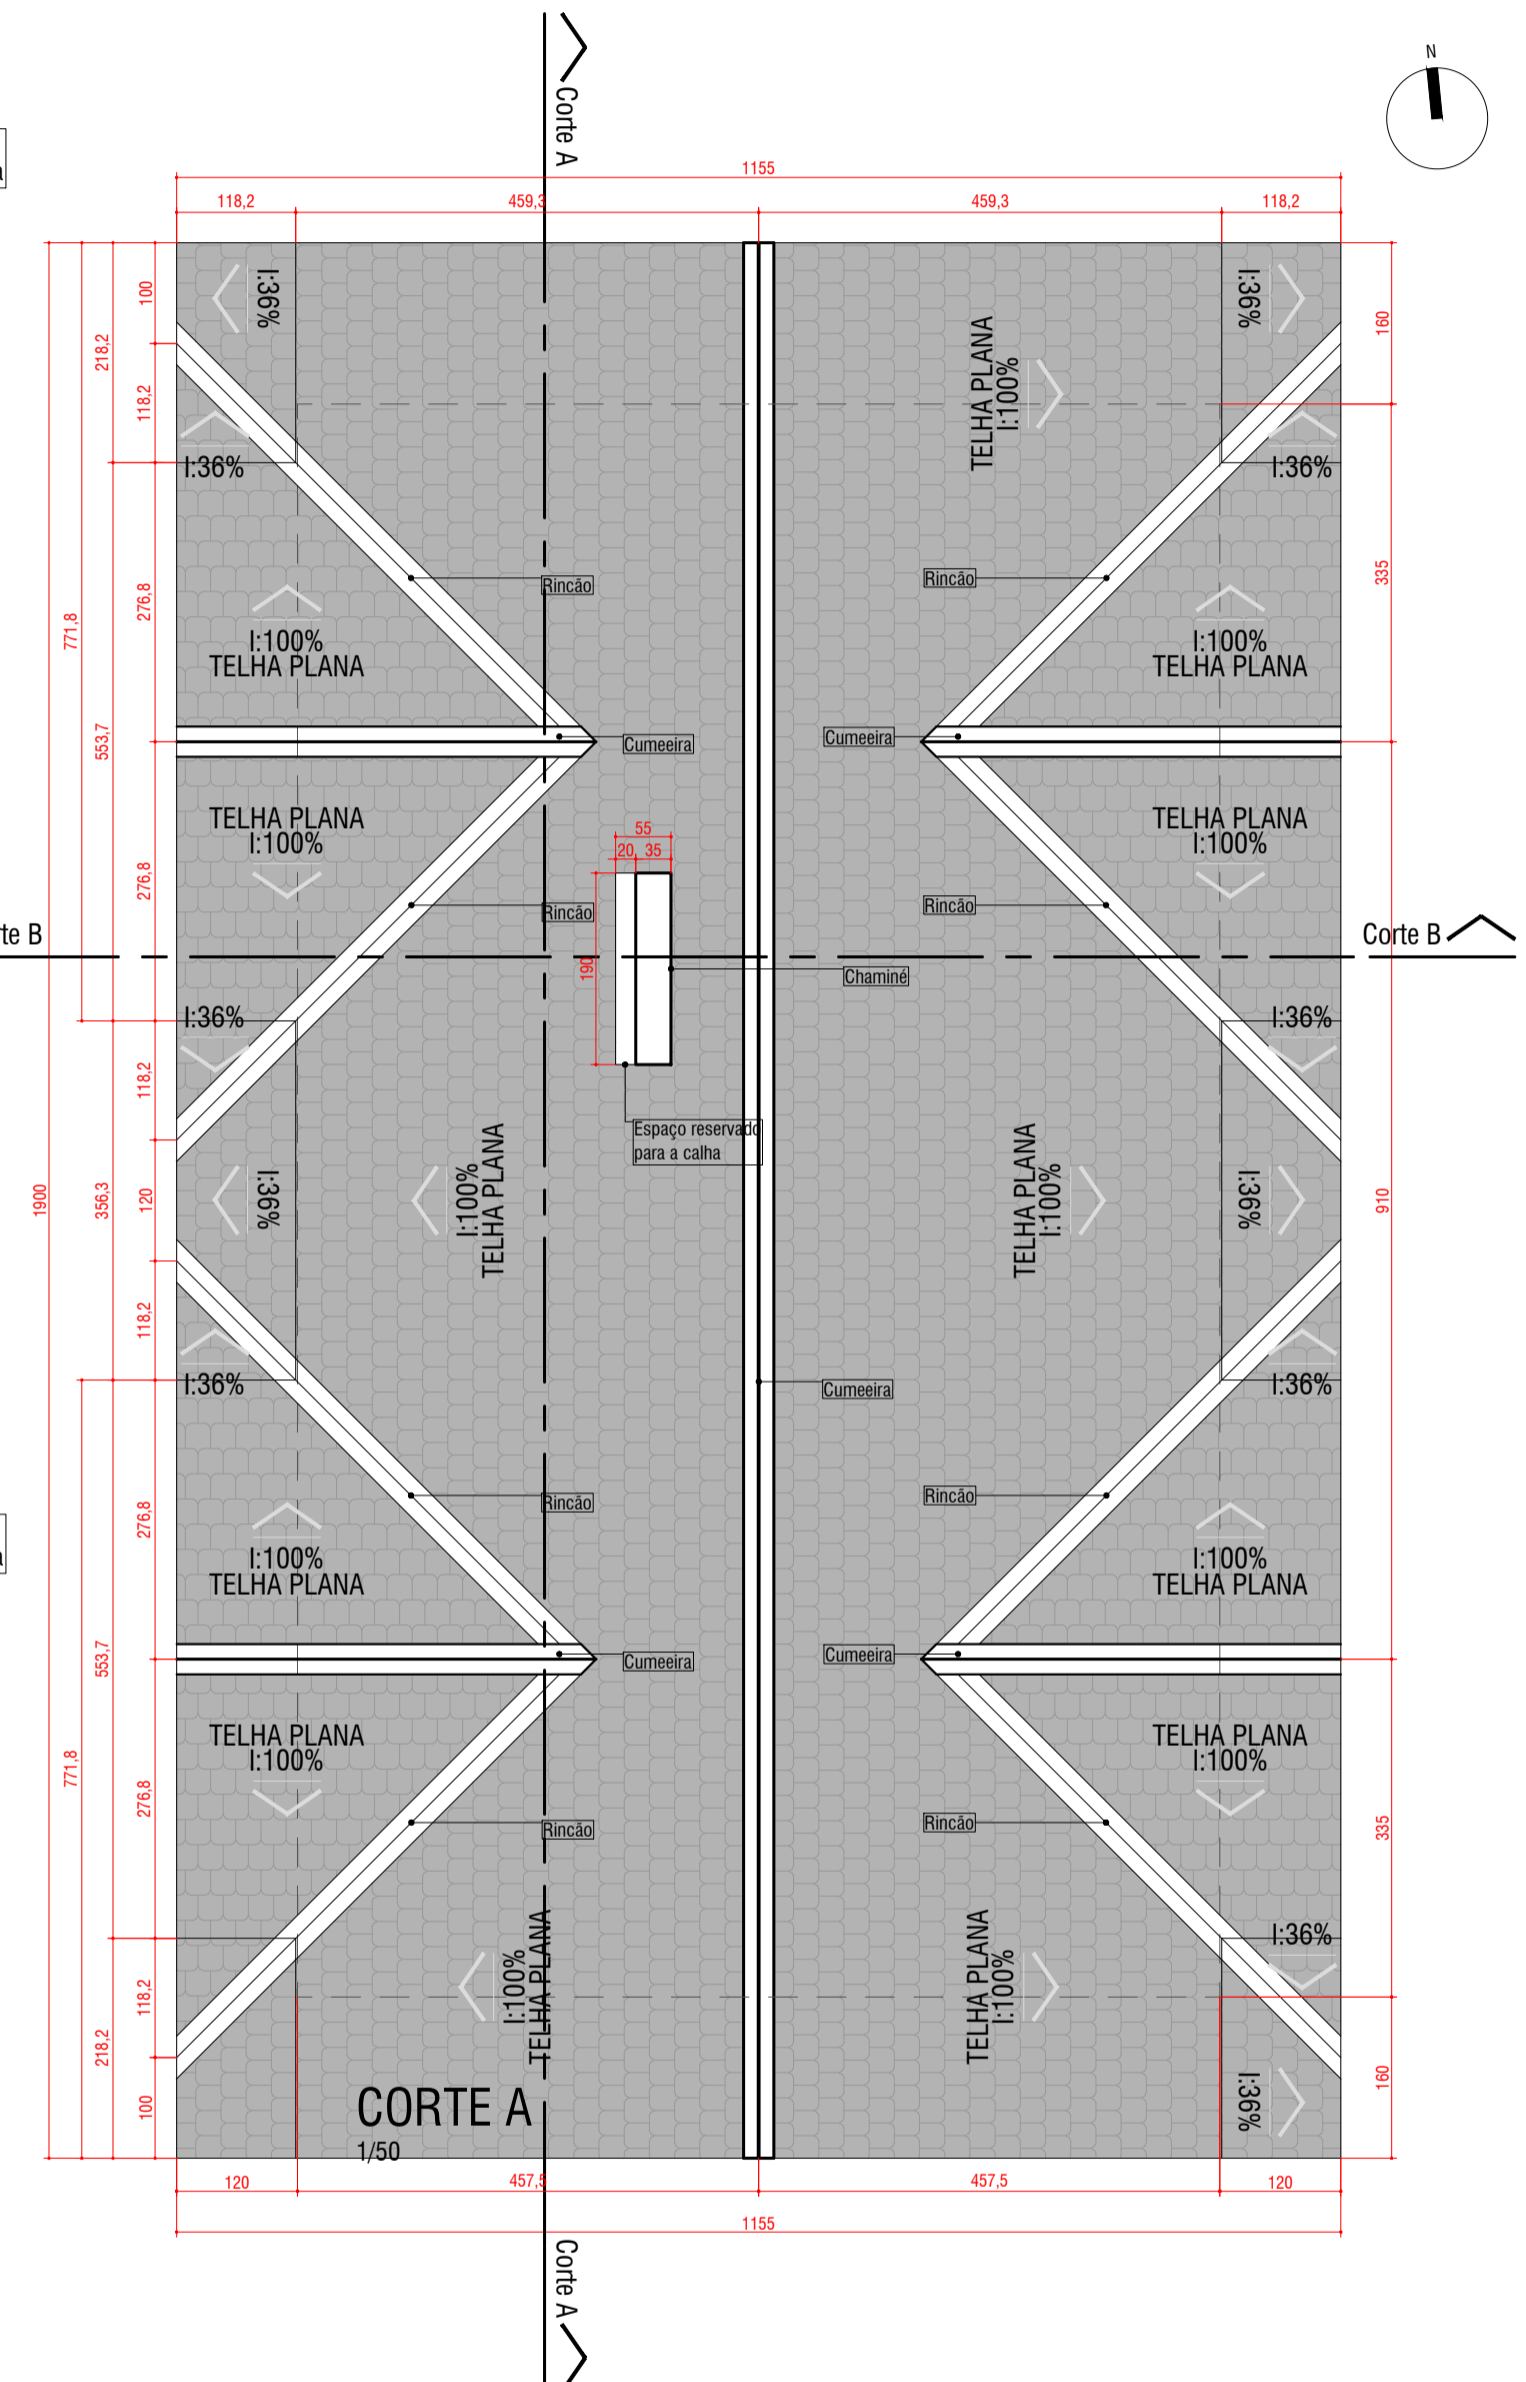 N
Corte A
1155
118,2
459,3
459,3
118,2
I:36%
I:36%
100
160
218,2
TELHA PLANA
I:100%
118,2
I:36%
I:36%
Rincão
Rincão
335
276,8
771,8
I:100%
TELHA PLANA
I:100%
TELHA PLANA
553,7
Cumeeira
Cumeeira
TELHA PLANA
I:100%
TELHA PLANA
I:100%
55
20
35
276,8
Rincão
Rincão
Corte B
190
Chaminé
I:36%
I:36%
118,2
Espaço reservado
para a calha
1900
356,3
120
I:36%
I:100%
TELHA PLANA
TELHA PLANA
I:100%
I:36%
910
118,2
I:36%
Cumeeira
I:36%
276,8
Rincão
Rincão
I:100%
TELHA PLANA
I:100%
TELHA PLANA
553,7
Cumeeira
Cumeeira
TELHA PLANA
I:100%
TELHA PLANA
I:100%
771,8
276,8
Rincão
Rincão
335
I:36%
I:100%
TELHA PLANA
TELHA PLANA
I:100%
118,2
218,2
100
I:36%
160
CORTE A
1/50
120
457,5
457,5
120
1155
Corte A